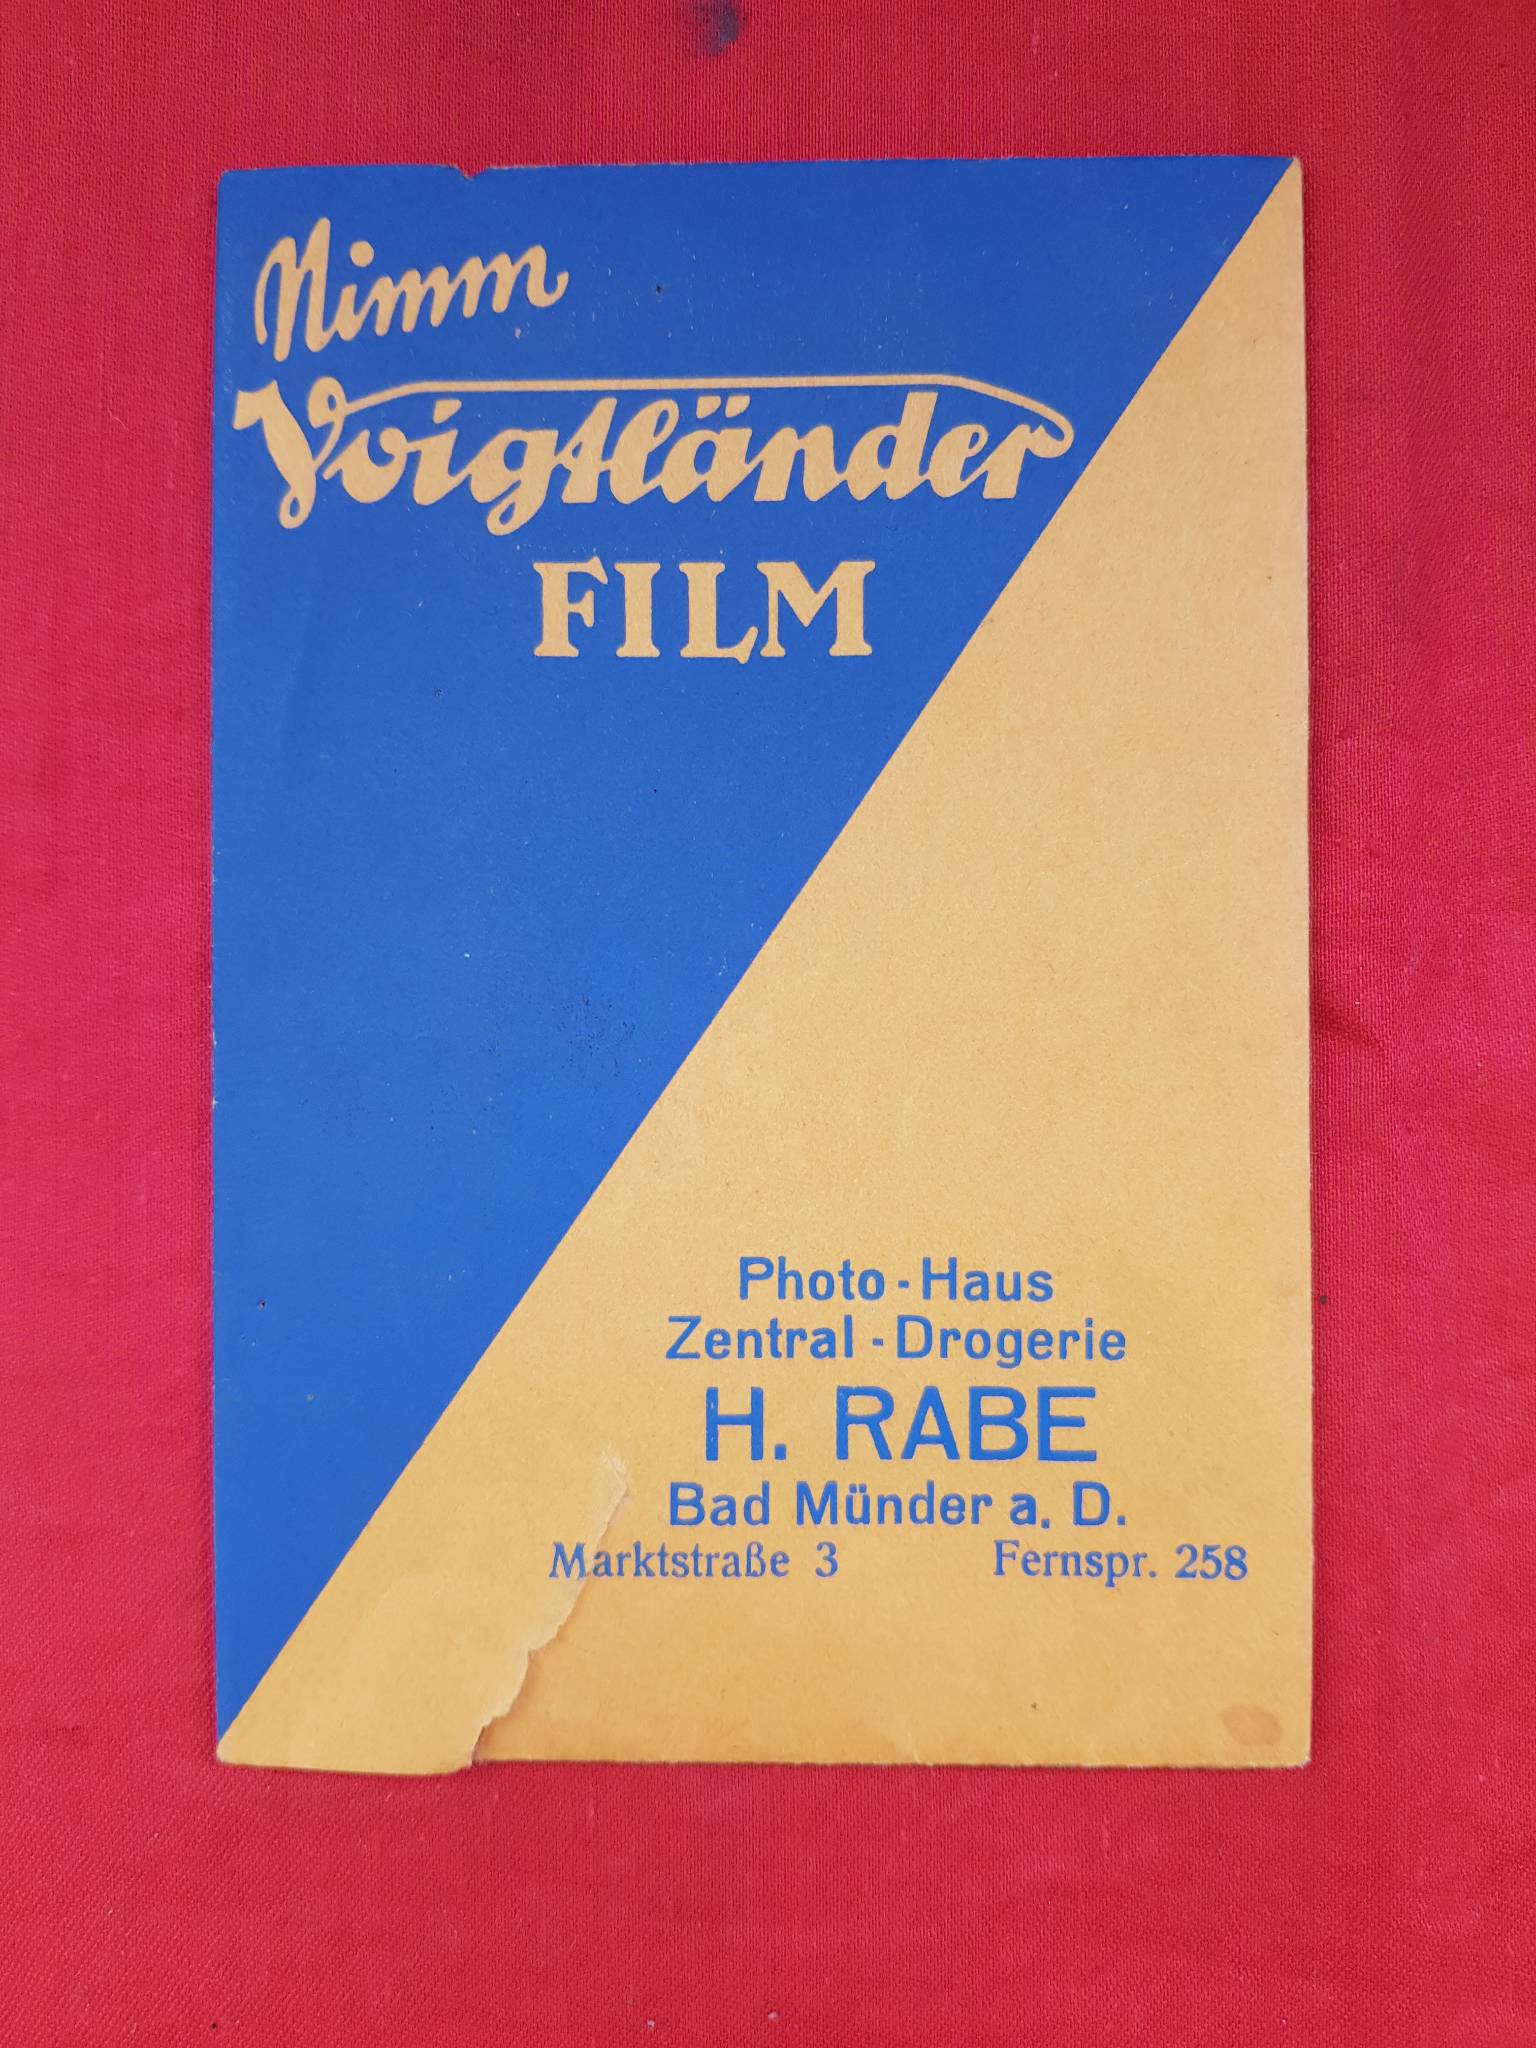 Nimm
Voigtländer
FILM
Photo-Haus
Zentral-Drogerie
H. RABE
Bad Münder a. D.
Marktstraße 3 Fernspr. 258